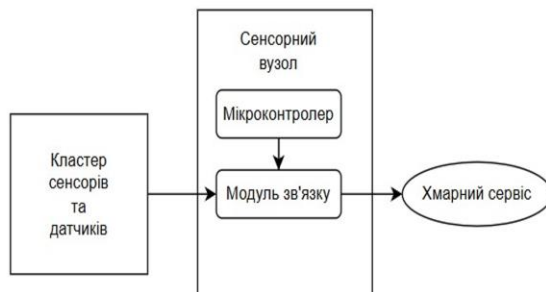 Сенсорний
вузол
Мікроконтролер
Кластер
сенсорів
та
датчиків
Модуль зв'язку
Хмарний сервіс